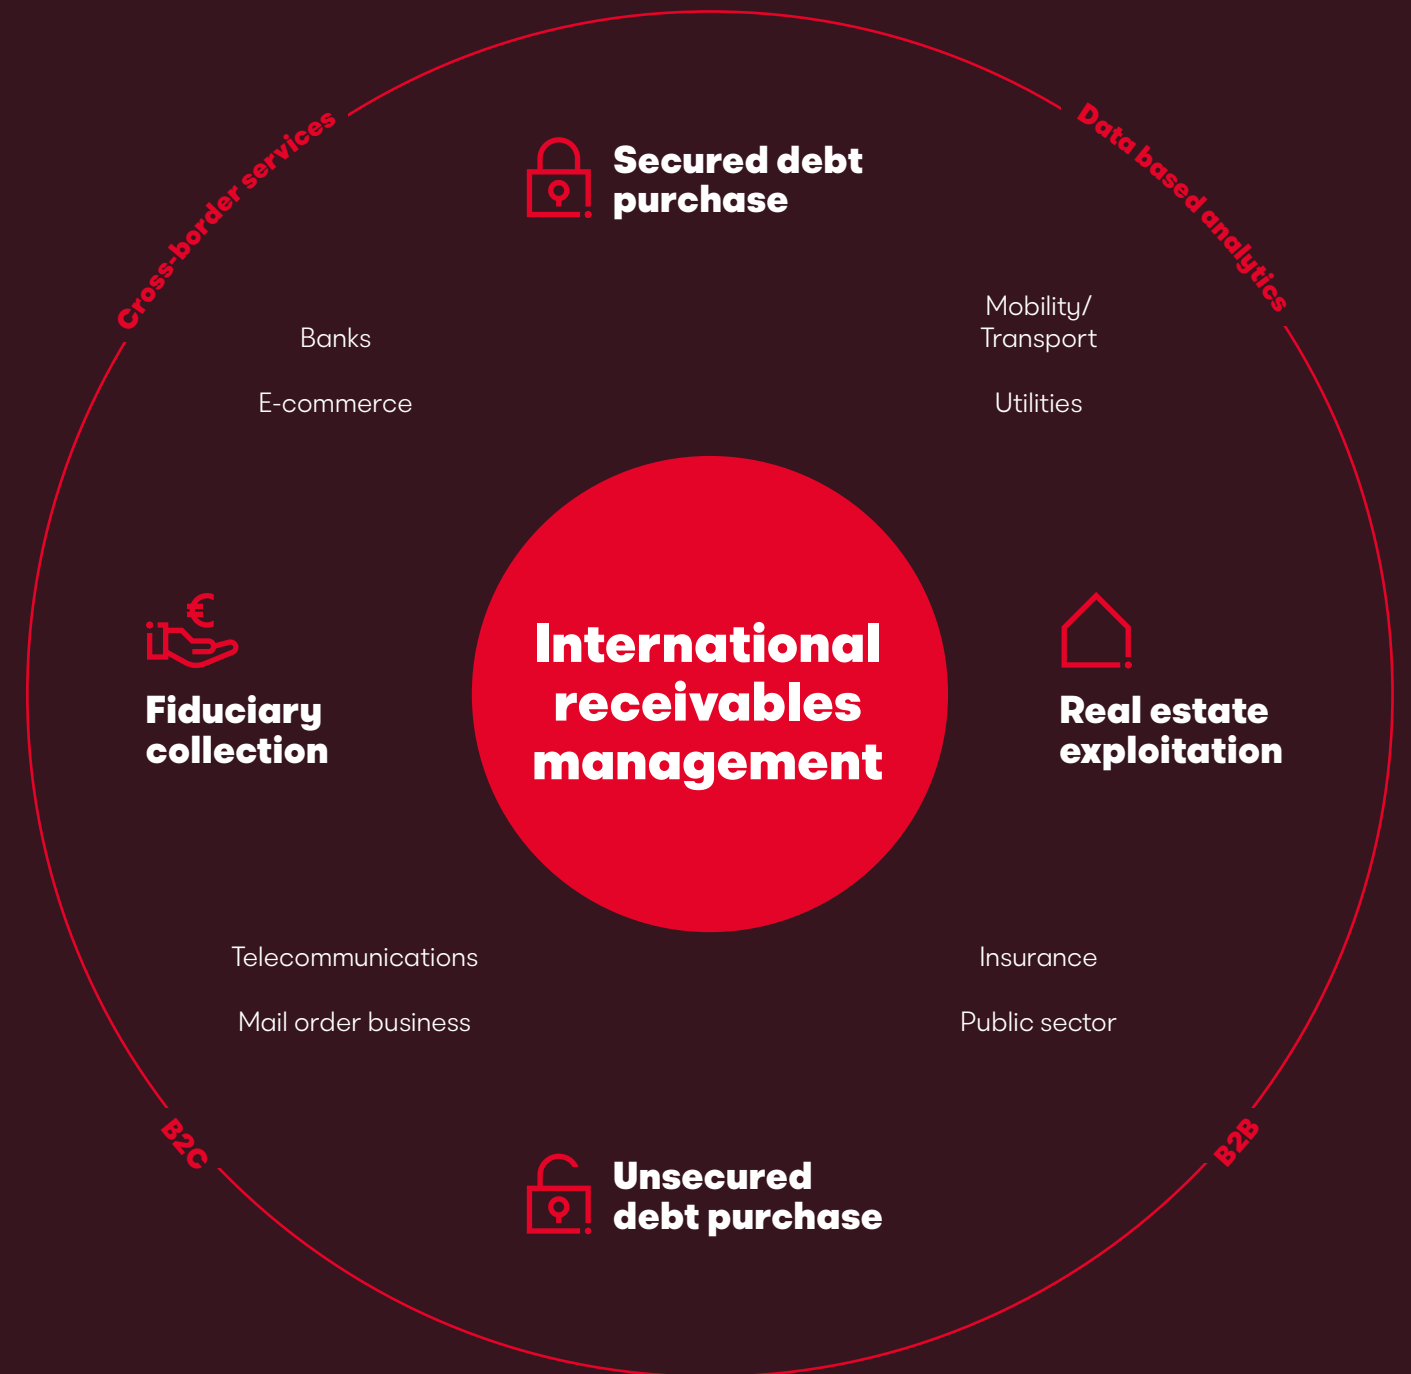 Cross-border services
Data based analytics
Secured debt
purchase
Banks
E-commerce
Mobility/
Transport
Utilities
€
Fiduciary
collection
International
receivables
management
Real estate
exploitation
Telecommunications
Mail order business
Insurance
Public sector
B2C
B2B
Unsecured
debt purchase